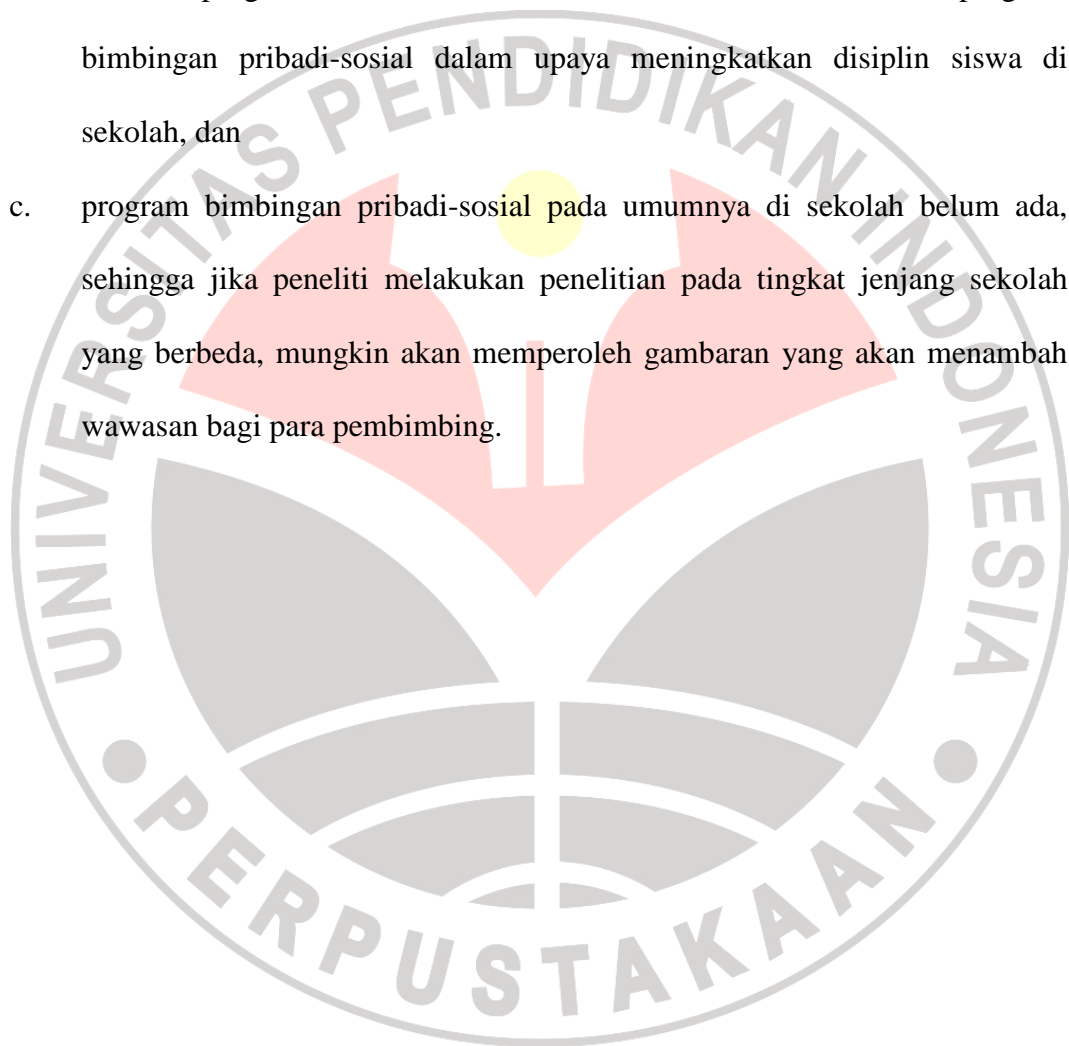 bimbingan pribadi-sosial dalam upaya meningkatkan disiplin siswa di
sekolah, dan
c. program bimbingan pribadi-sosial pada umumnya di sekolah belum ada,
sehingga jika peneliti melakukan penelitian pada tingkat jenjang sekolah
yang berbeda, mungkin akan memperoleh gambaran yang akan menambah
wawasan bagi para pembimbing.
UNIVERSITAS PENDIDIKAN INDONESIA
PERPUSTAKAAN